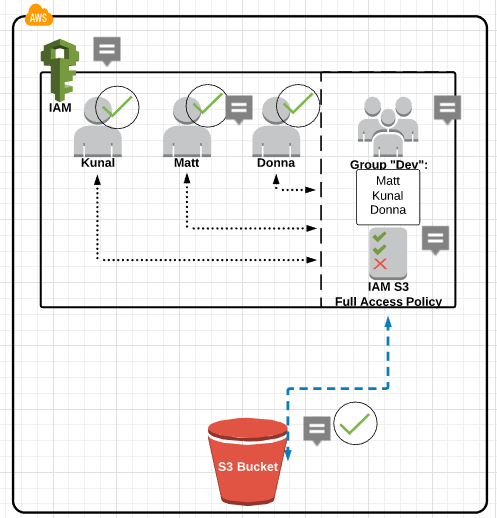 AWS
IAM
Kunal
Matt
Donna
Group "Dev":
Matt
Kunal
Donna
IAM S3
Full Access Policy
S3 Bucket